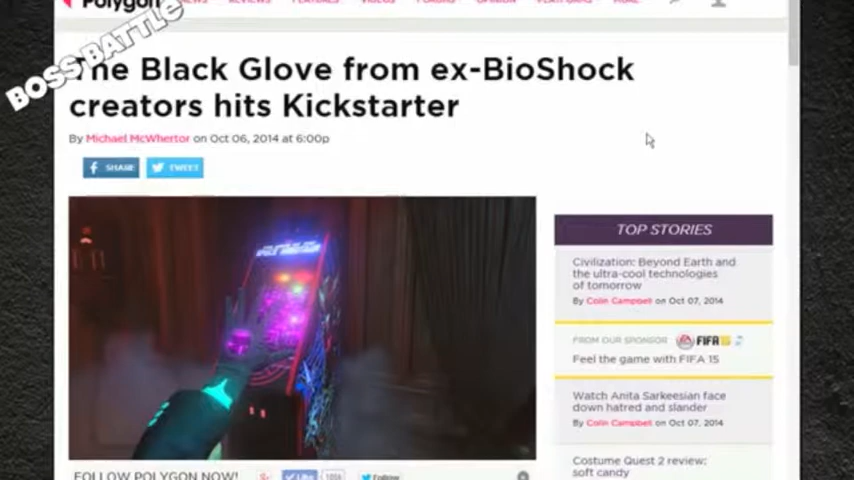 Polygon NEWS REVIEWS FEATURES VIDEOS FORUMS OPINION PLATFORMS MORE
BOSS BATTLE
The Black Glove from ex-BioShock
creators hits Kickstarter
By Michael McWhertor on Oct 06, 2014 at 6:00p
SHARE TWEET
TOP STORIES
Civilization: Beyond Earth and
the ultra-cool technologies
of tomorrow
By Colin Campbell on Oct 07, 2014
FROM OUR SPONSOR EA FIFA 15
Feel the game with FIFA 15
Watch Anita Sarkeesian face
down hatred and slander
By Colin Campbell on Oct 07, 2014
Costume Quest 2 review:
soft candy
FOLLOW POLYGON NOW! Like Follow